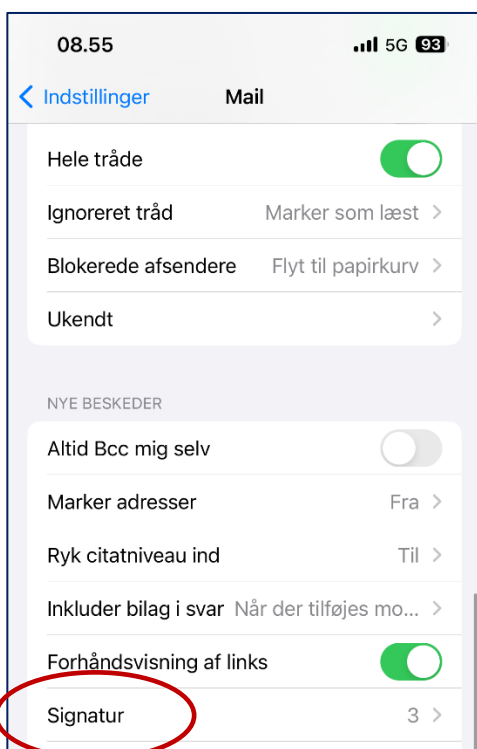 08.55 5G 93
Indstillinger Mail
Hele tråde
Ignoreret tråd Marker som læst
Blokerede afsendere Flyt til papirkurv
Ukendt
NYE BESKEDER
Altid Bcc mig selv
Marker adresser Fra
Ryk citatniveau ind Til
Inkluder bilag i svar Når der tilføjes mo...
Forhåndsvisning af links
Signatur 3